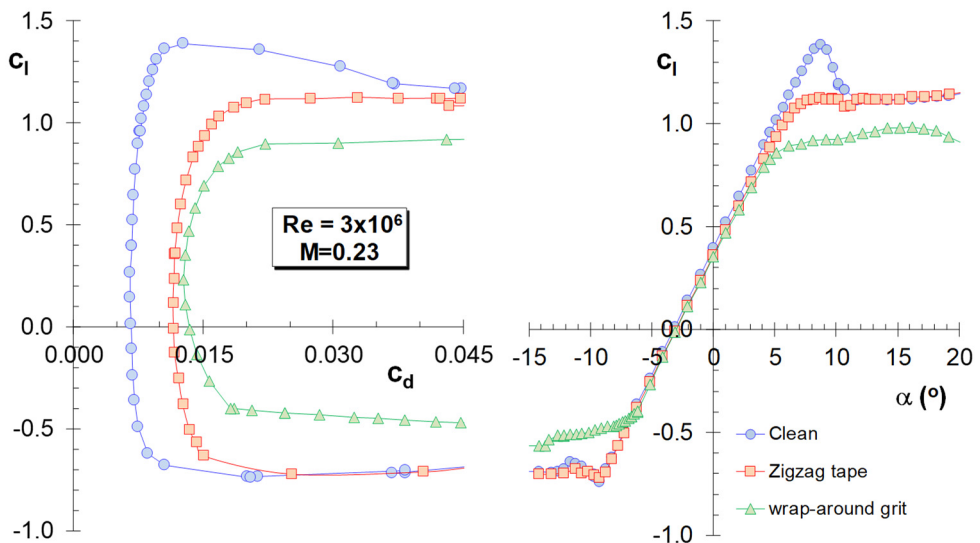 1.5
c_l
1.0
0.5
0.0
-0.5
-1.0
0.000
0.015
0.030
0.045
c_d
Re = 3x10⁶
M=0.23
1.5
c_l
1.0
0.5
0.0
-0.5
-1.0
-15
-10
-5
0
5
10
15
20
α (°)
Clean
Zigzag tape
wrap-around grit